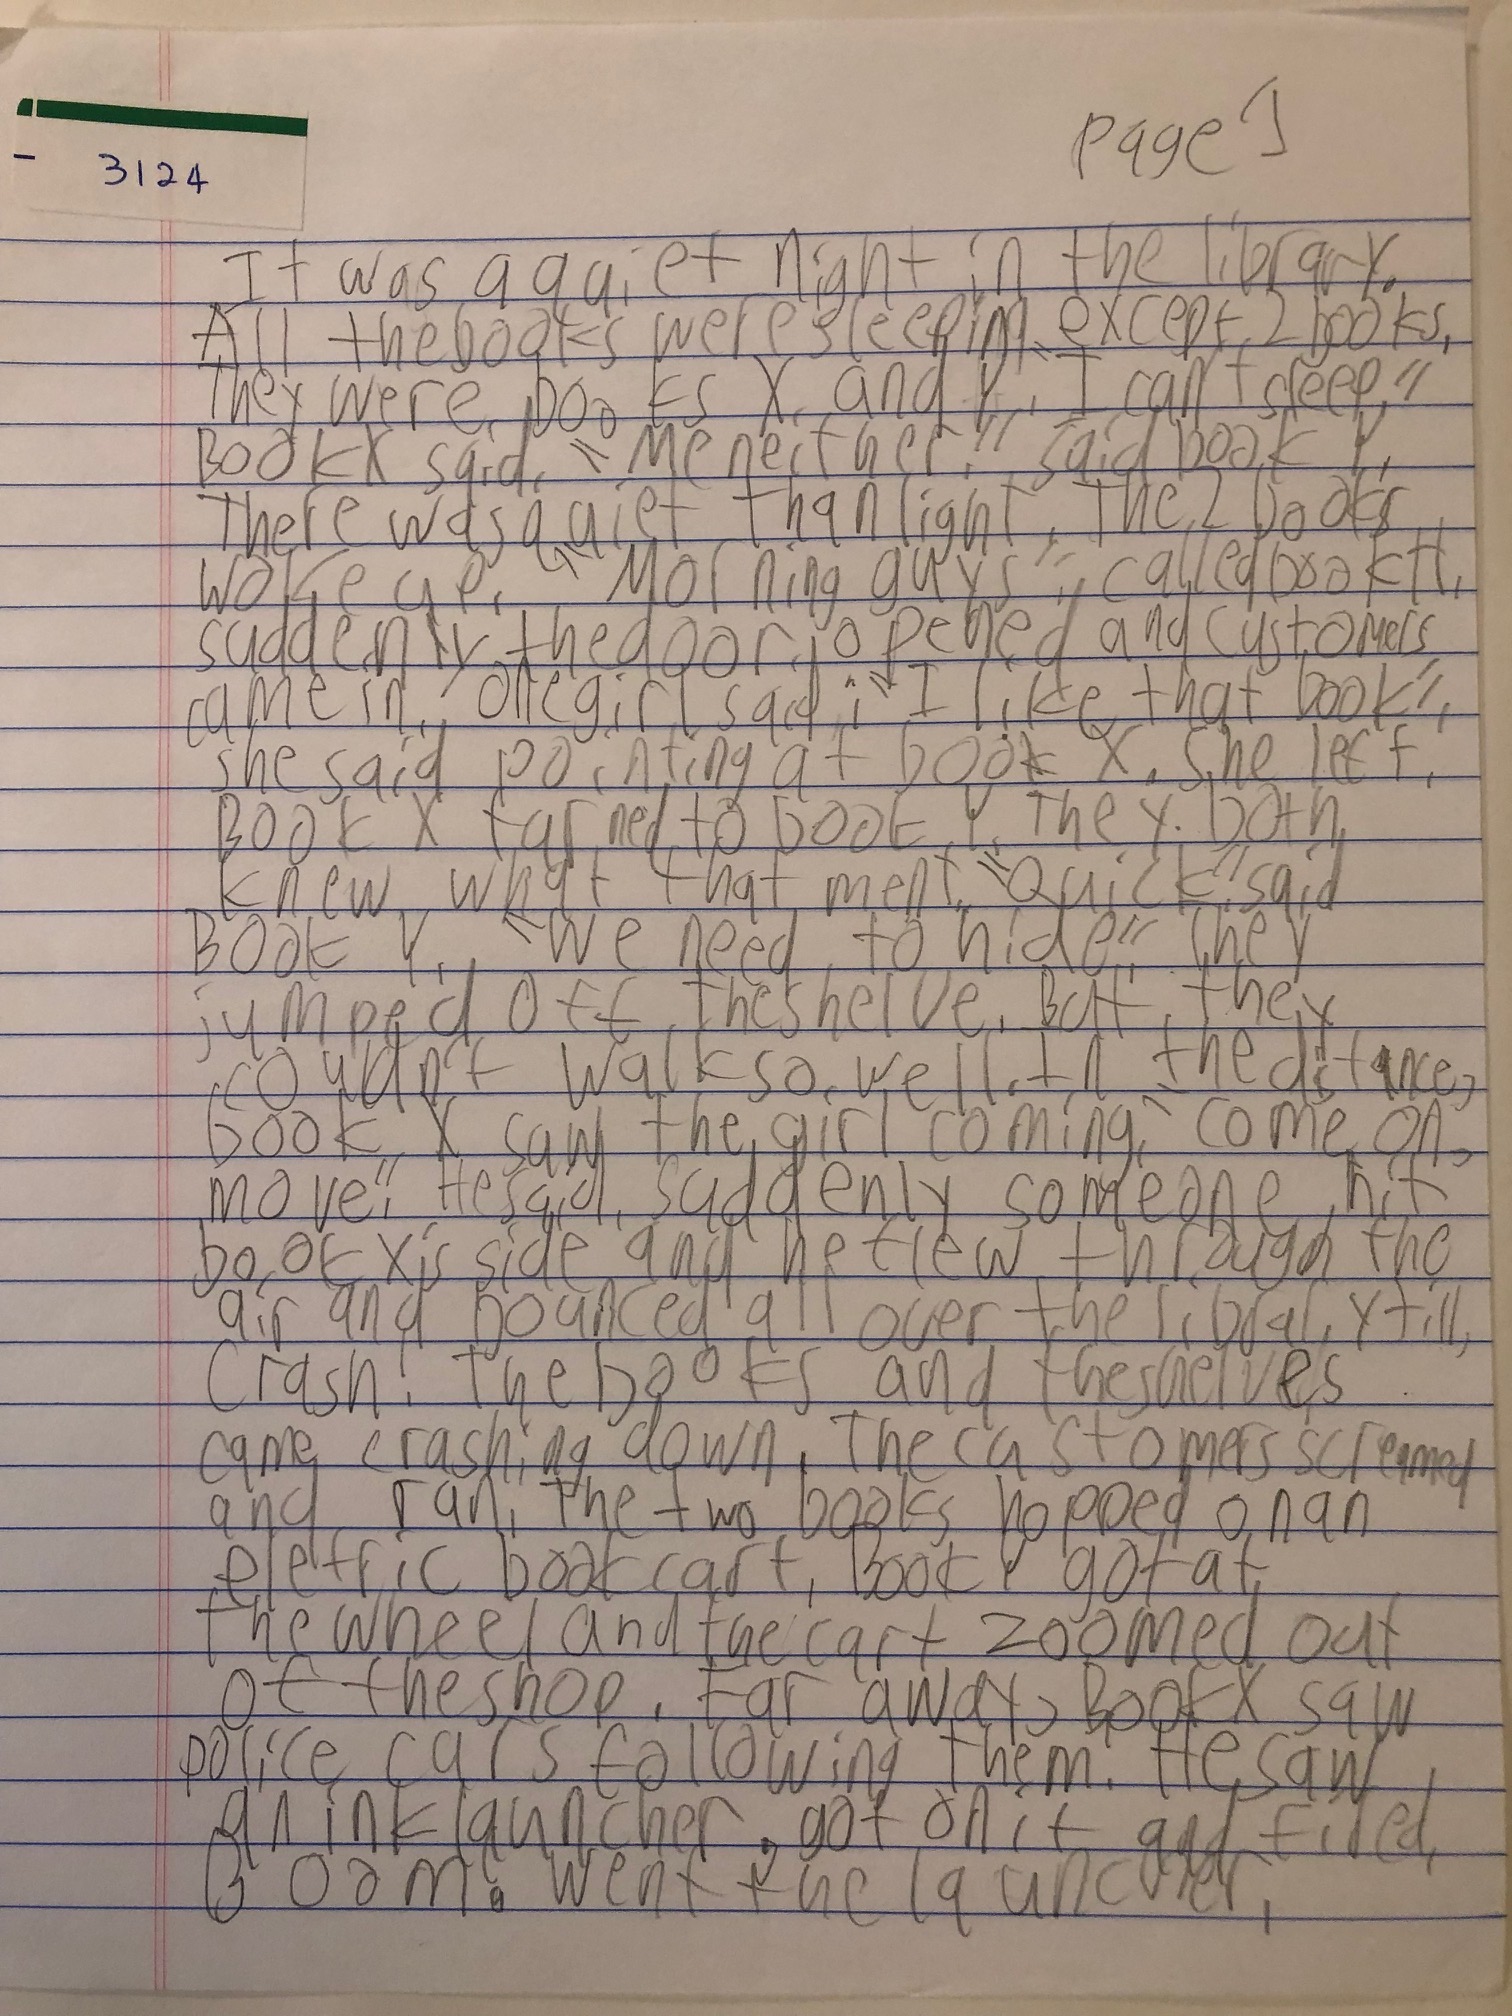 3124
page 1
It was a quiet night in the library.
All the books were sleepim except 2 books,
They were books X and Y. "I can't sleep,"
Book X said. "Me neither." said book Y.
There was quiet than light. The 2 books
woke up. "Morning guys", called book H.
suddenly the door opened and customers
came in. One girl said, "I like that book",
she said pointing at book X. she left.
Book X turned to book Y. They both
knew what that ment. "Quick" said
Book Y. "We need to hide" They
jumped off the shelve. But they
couldn't walk so well. In the distance,
book X saw the girl coming. "come on,
move" He said. Suddenly someone hit
book X's side and he flew through the
air and bounced all over the library till,
Crash! The books and the shelves
came crashing down. The customers screamed
and ran. The two books hopped on an
eletric book cart. Book Y got at
the wheel and the cart zoomed out
of the shop. Far away, Book X saw
police cars following them. He saw
an ink launcher, got on it and fired.
Boom! went the launcher.